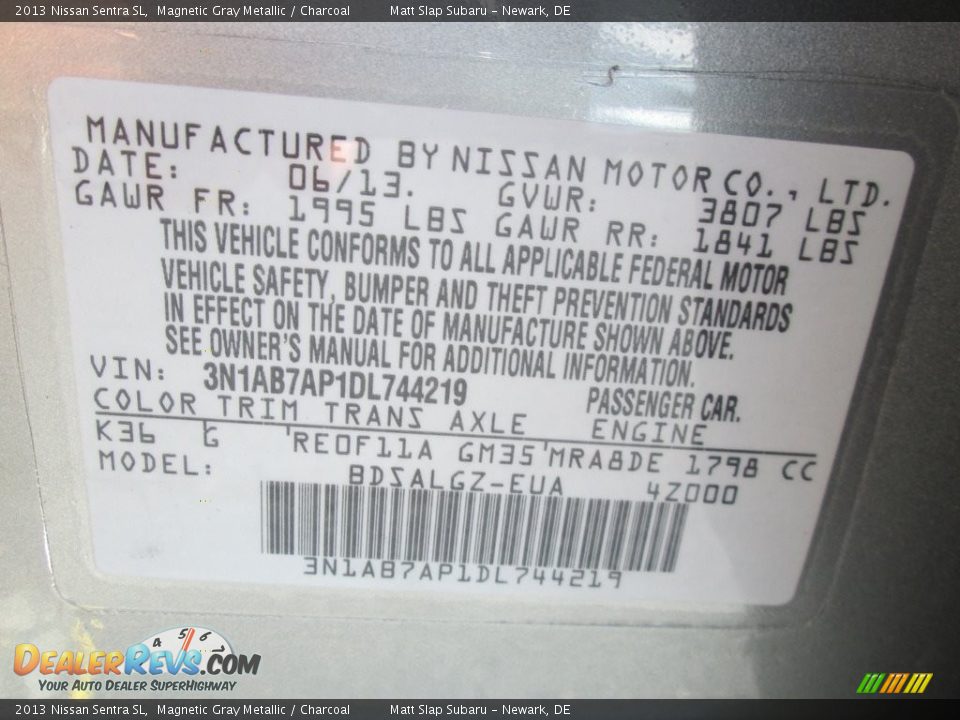 2013 Nissan Sentra SL, Magnetic Gray Metallic / Charcoal Matt Slap Subaru - Newark, DE
MANUFACTURED BY NISSAN MOTOR CO., LTD.
DATE: 06/13. GVWR: 3807 LBS
GAWR FR: 1995 LBS GAWR RR: 1841 LBS
THIS VEHICLE CONFORMS TO ALL APPLICABLE FEDERAL MOTOR
VEHICLE SAFETY, BUMPER AND THEFT PREVENTION STANDARDS
IN EFFECT ON THE DATE OF MANUFACTURE SHOWN ABOVE.
SEE OWNER'S MANUAL FOR ADDITIONAL INFORMATION.
VIN: 3N1AB7AP1DL744219 PASSENGER CAR.
COLOR TRIM TRANS AXLE ENGINE
K36 G RE0F11A GM35 MRA8DE 1798 CC
MODEL: BDSALGZ-EUA 4Z000
3N1AB7AP1DL744219
4 5 6
DEALERREVS.COM
YOUR AUTO DEALER SUPERHIGHWAY
2013 Nissan Sentra SL, Magnetic Gray Metallic / Charcoal Matt Slap Subaru - Newark, DE